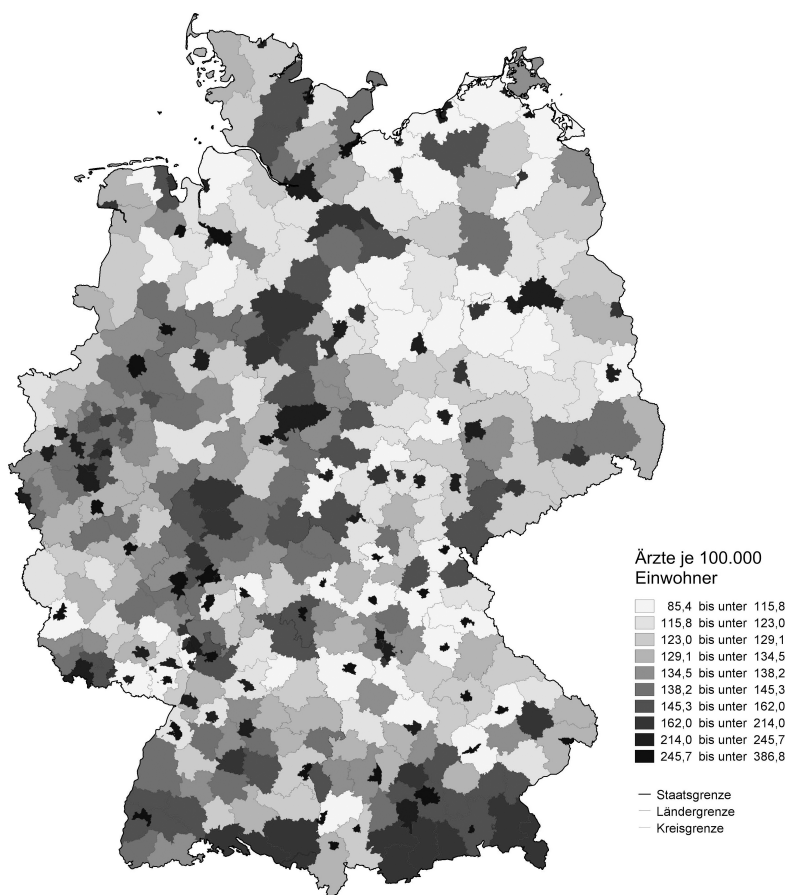 Ärzte je 100.000
Einwohner
85,4 bis unter 115,8
115,8 bis unter 123,0
123,0 bis unter 129,1
129,1 bis unter 134,5
134,5 bis unter 138,2
138,2 bis unter 145,3
145,3 bis unter 162,0
162,0 bis unter 214,0
214,0 bis unter 245,7
245,7 bis unter 386,8
Staatsgrenze
Ländergrenze
Kreisgrenze